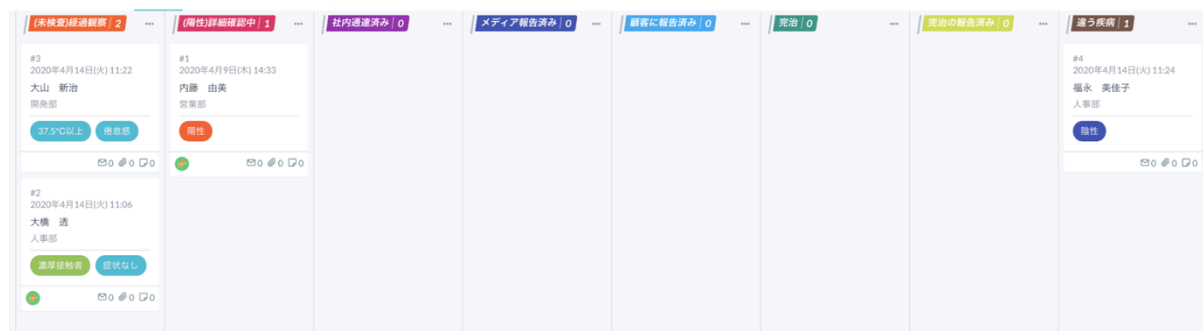 (未検査)経過観察 2 ...
#3
2020年4月14日(火) 11:22
大山 新治
開発部
37.5°C以上 倦怠感
0 0 0
#2
2020年4月14日(火) 11:06
大橋 透
人事部
濃厚接触者 症状なし
0 0 0
(陽性)詳細確認中 1 ...
#1
2020年4月9日(木) 14:33
内藤 由美
営業部
陽性
0 0 0
社内通達済み 0 ...
メディア報告済み 0 ...
顧客に報告済み 0 ...
完治 0 ...
完治の報告済み 0 ...
違う疾病 1 ...
#4
2020年4月14日(火) 11:24
福永 美佳子
人事部
陰性
0 0 0